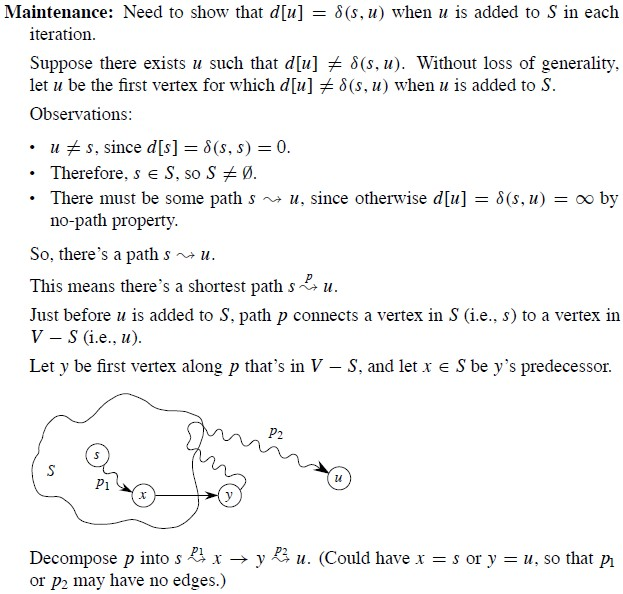 Maintenance: Need to show that d[u] = δ(s, u) when u is added to S in each
iteration.
Suppose there exists u such that d[u] ≠ δ(s, u). Without loss of generality,
let u be the first vertex for which d[u] ≠ δ(s, u) when u is added to S.
Observations:
• u ≠ s, since d[s] = δ(s, s) = 0.
• Therefore, s ∈ S, so S ≠ ∅.
• There must be some path s ⇝ u, since otherwise d[u] = δ(s, u) = ∞ by
no-path property.
So, there's a path s ⇝ u.
This means there's a shortest path s ⇝^p u.
Just before u is added to S, path p connects a vertex in S (i.e., s) to a vertex in
V − S (i.e., u).
Let y be first vertex along p that's in V − S, and let x ∈ S be y's predecessor.
p2
s
S
u
p1
x
y
Decompose p into s ⇝^p1 x → y ⇝^p2 u. (Could have x = s or y = u, so that p1
or p2 may have no edges.)